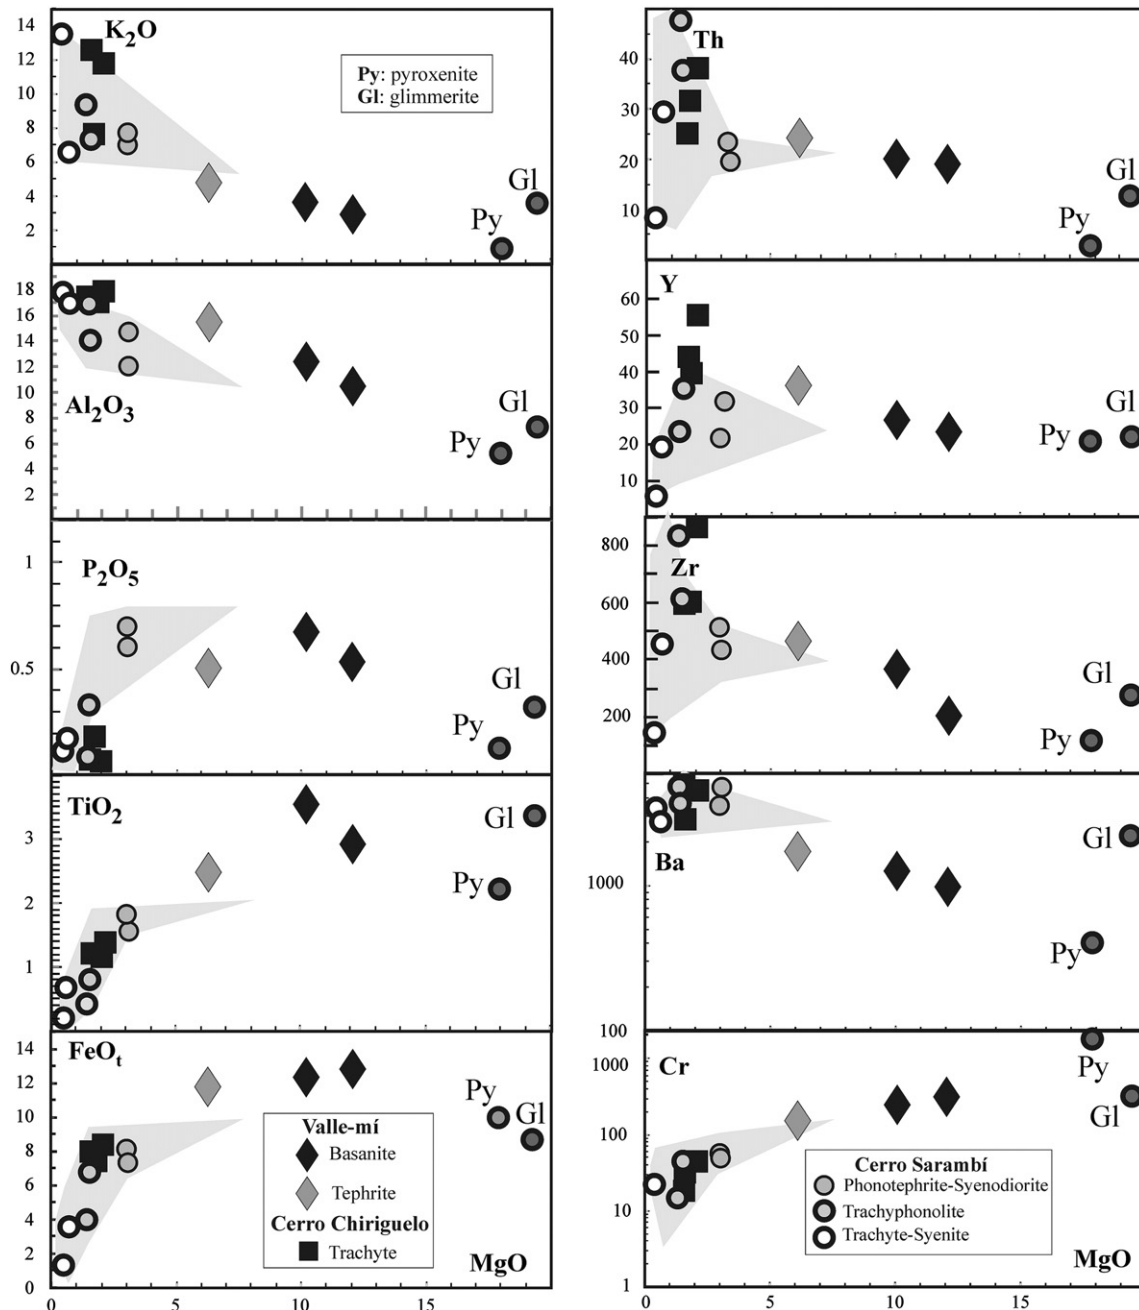 K₂O
14
12
10
8
6
4
2
Py: pyroxenite
Gl: glimmerite
Py
Gl
Al₂O₃
18
16
14
12
10
8
6
4
2
Py
Gl
P₂O₅
1
0.5
Py
Gl
TiO₂
3
2
1
Py
Gl
FeOₜ
14
12
10
8
6
4
2
0
Py
Gl
Valle-mí
Basanite
Tephrite
Cerro Chiriguelo
Trachyte
MgO
0
5
10
15
Th
40
30
20
10
Py
Gl
Y
60
50
40
30
20
10
Py
Gl
Zr
800
600
400
200
Py
Gl
Ba
1000
100
Py
Gl
Cr
1000
100
10
1
Py
Gl
Cerro Sarambí
Phonotephrite-Syenodiorite
Trachyphonolite
Trachyte-Syenite
MgO
0
5
10
15